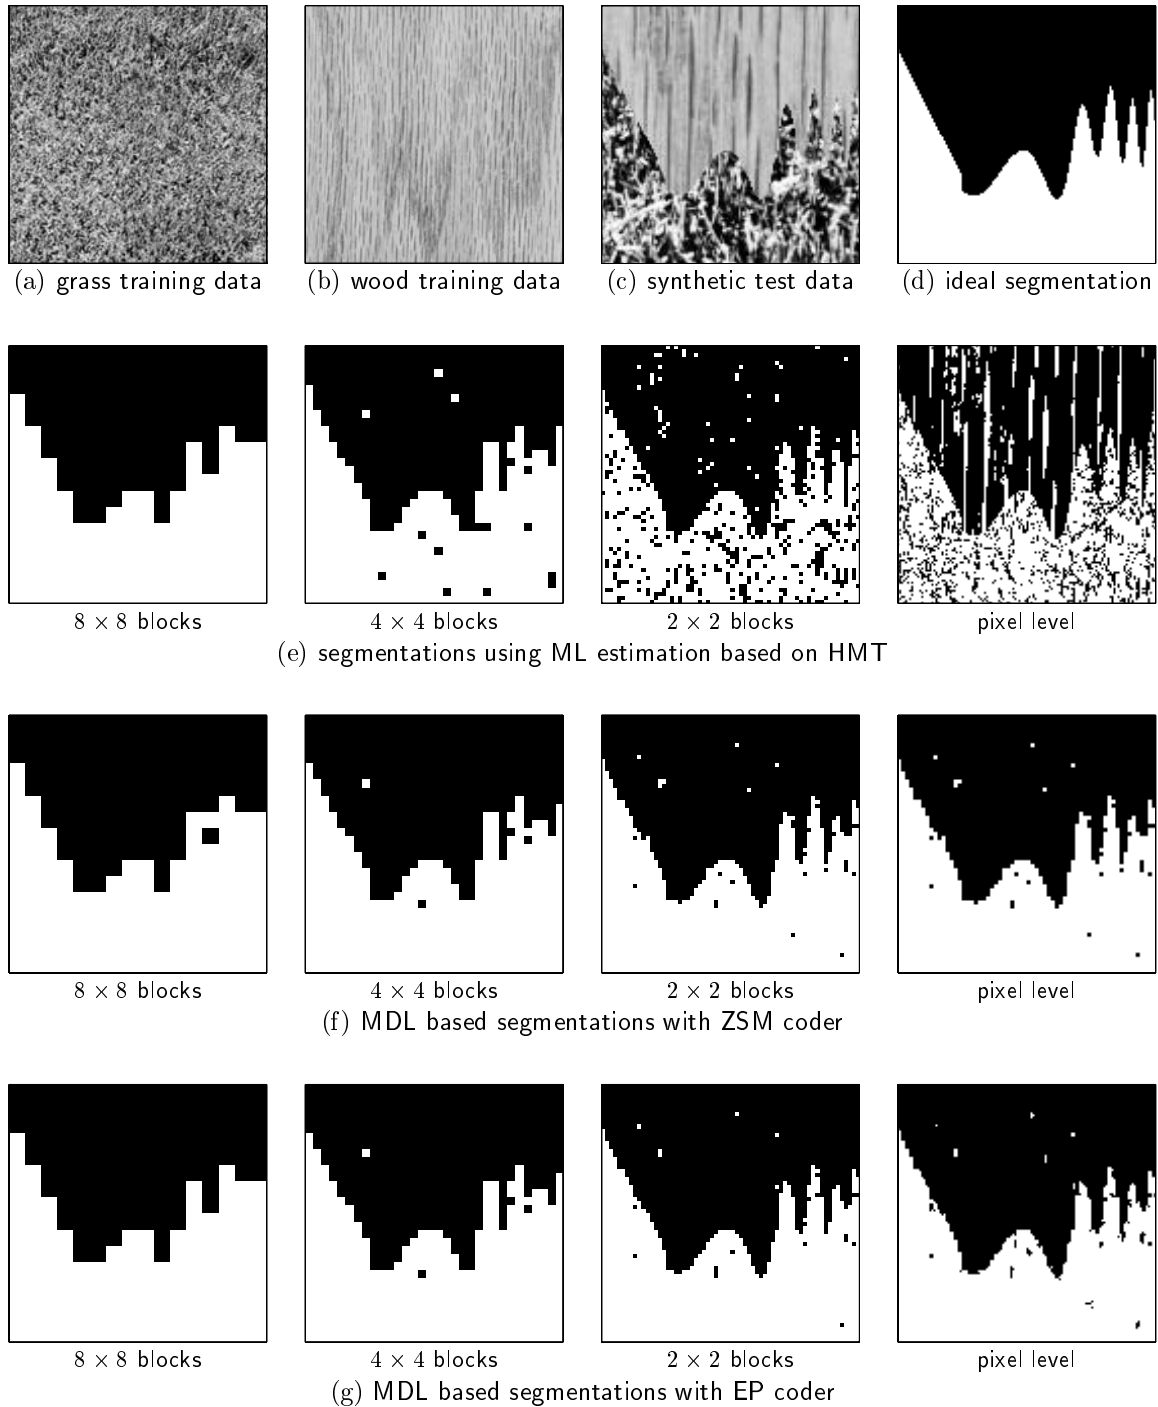 (a) grass training data
(b) wood training data
(c) synthetic test data
(d) ideal segmentation
8 × 8 blocks
4 × 4 blocks
2 × 2 blocks
pixel level
(e) segmentations using ML estimation based on HMT
8 × 8 blocks
4 × 4 blocks
2 × 2 blocks
pixel level
(f) MDL based segmentations with ZSM coder
8 × 8 blocks
4 × 4 blocks
2 × 2 blocks
pixel level
(g) MDL based segmentations with EP coder